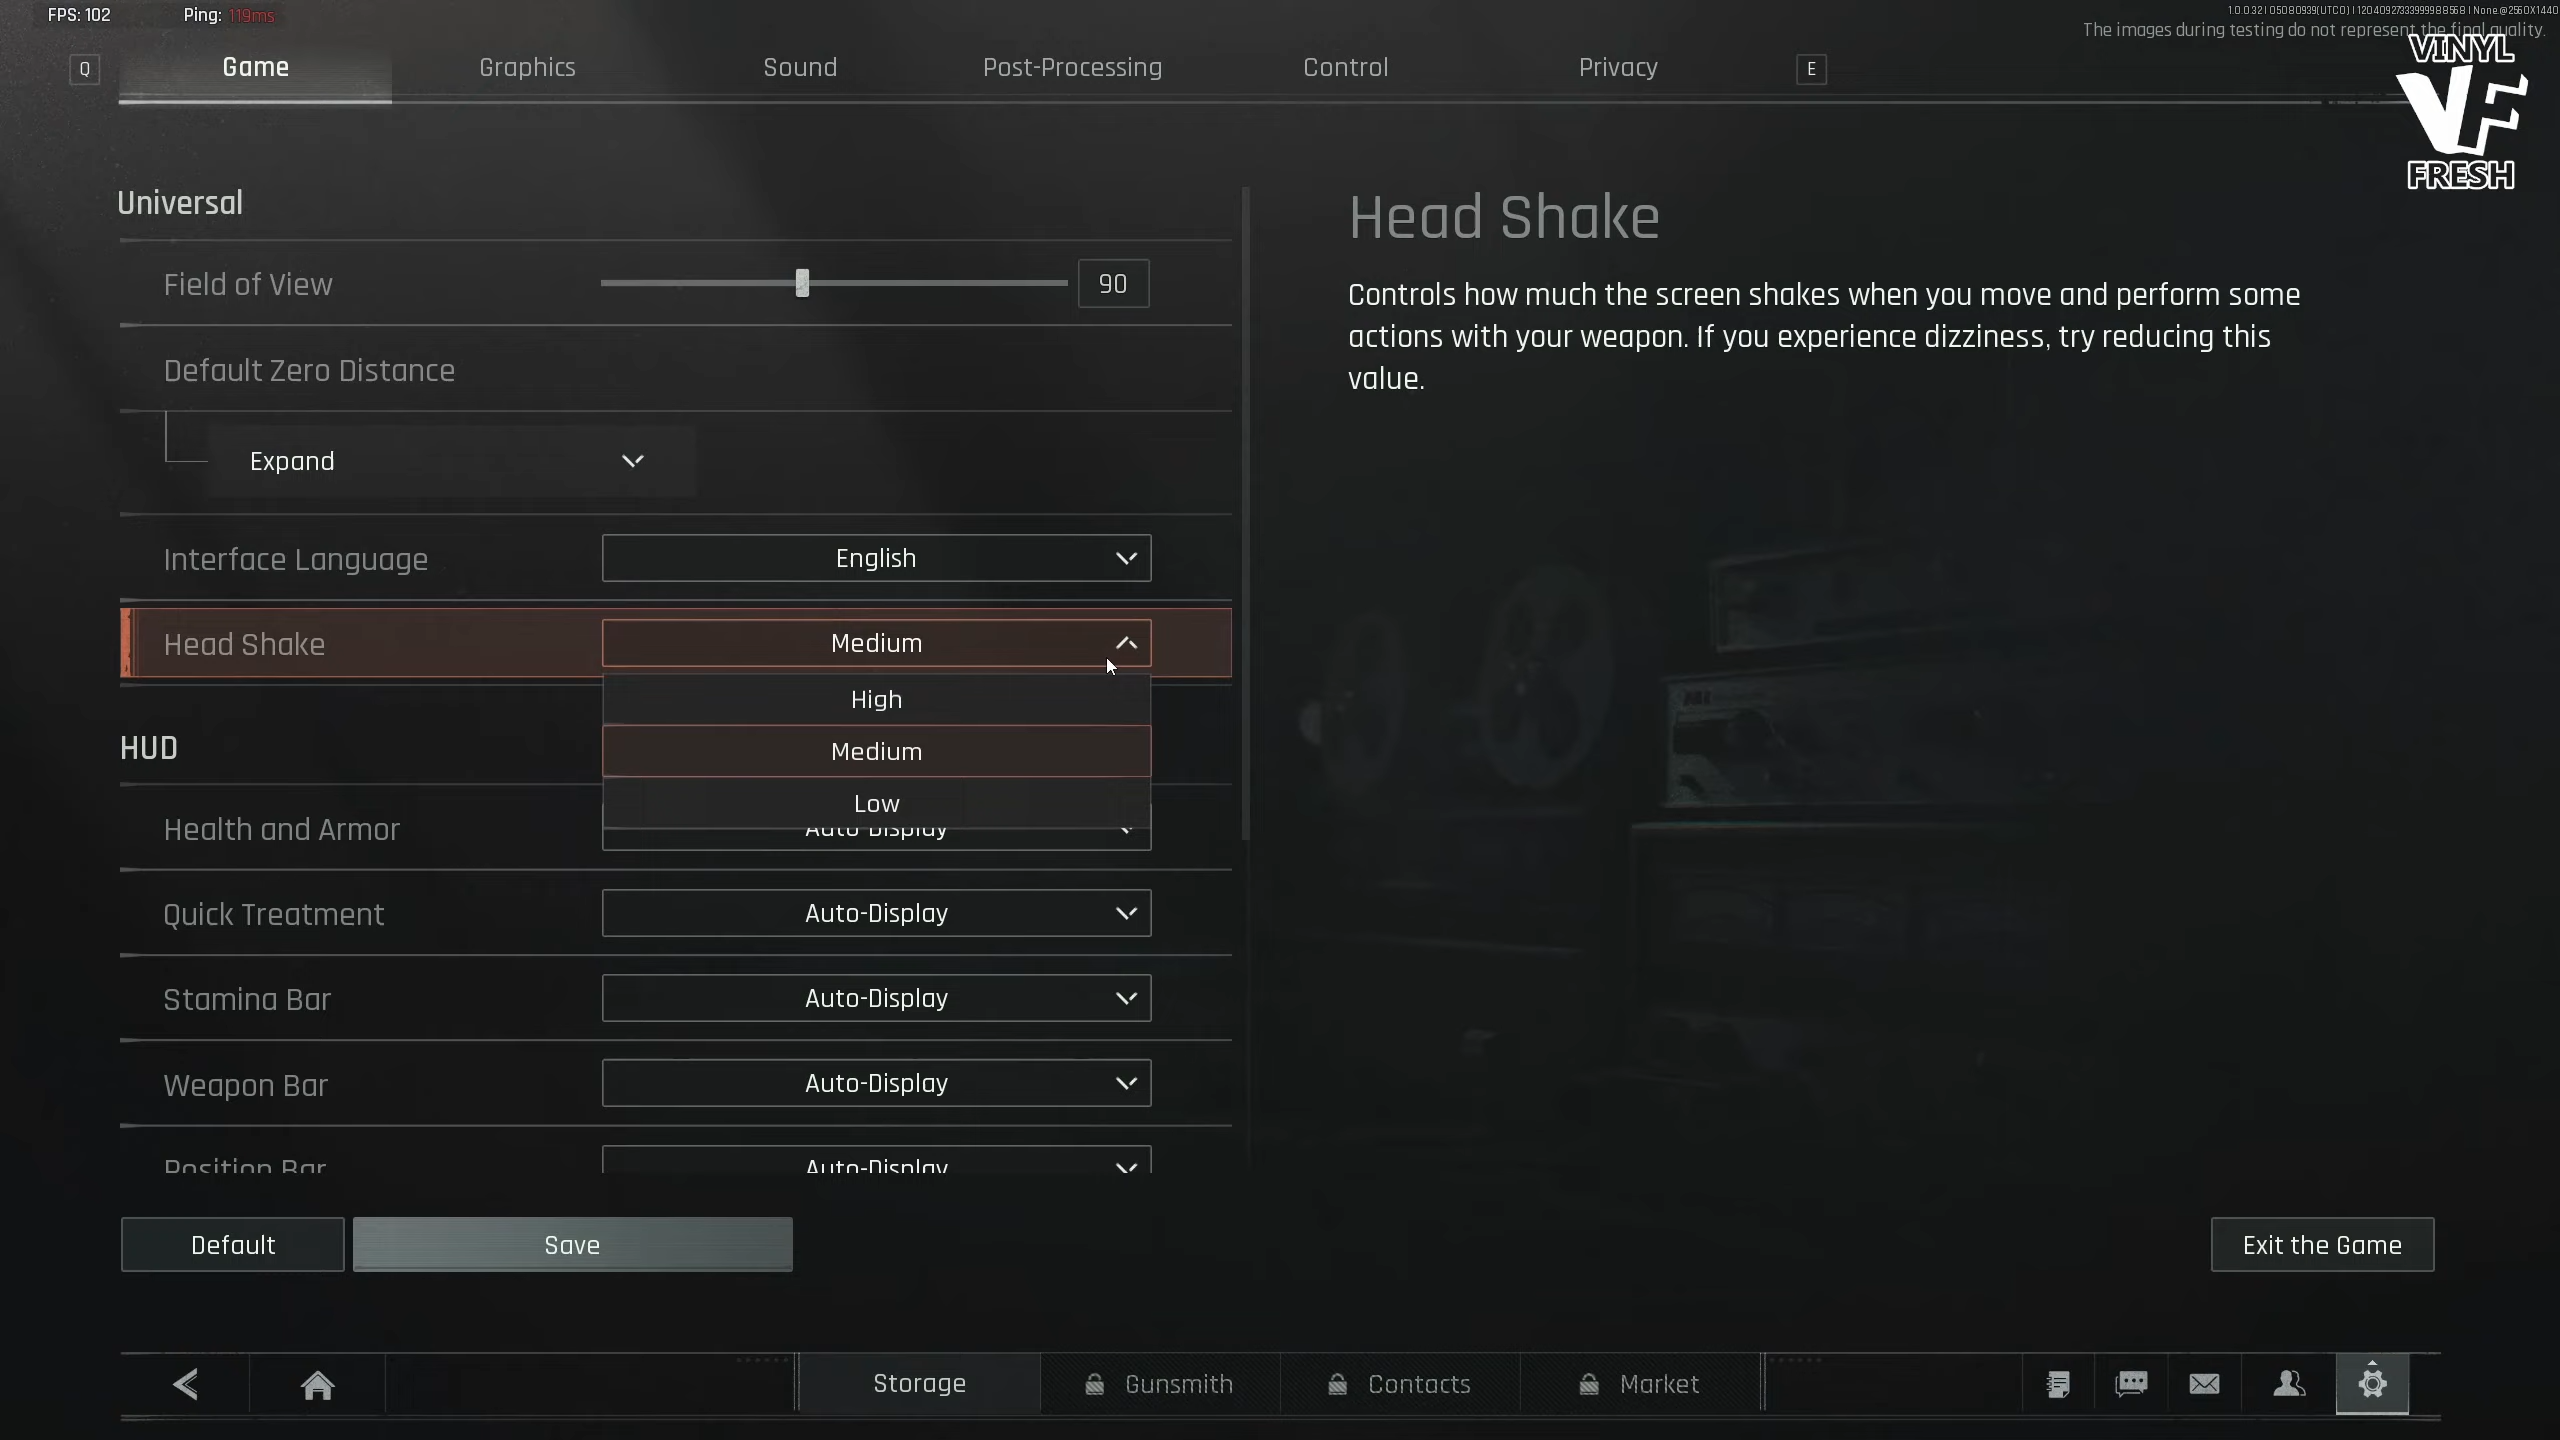 FPS: 102
Ping: 119ms
The images during testing do not represent the final quality.
VINYL
VF
FRESH
Q
Game
Graphics
Sound
Post-Processing
Control
Privacy
E
Universal
Field of View
90
Default Zero Distance
Expand
Interface Language
English
Head Shake
Medium
High
Medium
Low
HUD
Health and Armor
Auto-Display
Quick Treatment
Auto-Display
Stamina Bar
Auto-Display
Weapon Bar
Auto-Display
Position Bar
Auto-Display
Head Shake
Controls how much the screen shakes when you move and perform some
actions with your weapon. If you experience dizziness, try reducing this
value.
Default
Save
Exit the Game
Storage
Gunsmith
Contacts
Market